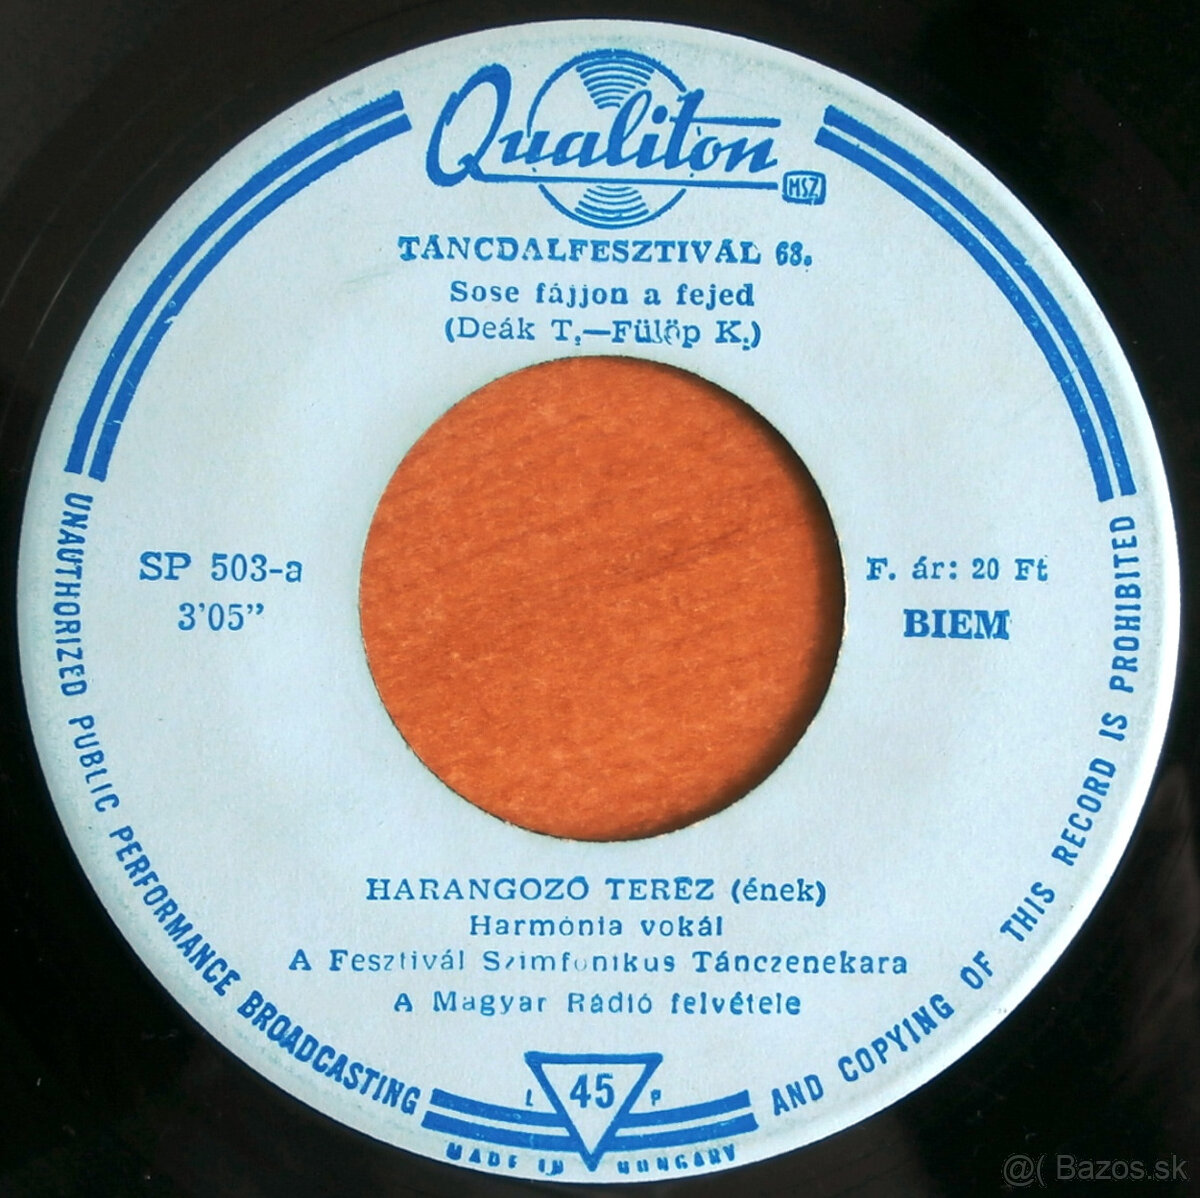 Qualiton
MSZ
TÁNCDALFESZTIVÁL 68.
Sose fájjon a fejed
(Deák T.—Fülöp K.)
SP 503-a
3'05”
F. ár: 20 Ft
BIEM
HARANGOZÓ TERÉZ (ének)
Harmónia vokál
A Fesztivál Szimfonikus Tánczenekara
A Magyar Rádió felvétele
L 45 P
UNAUTHORIZED PUBLIC PERFORMANCE BROADCASTING AND COPYING OF THIS RECORD IS PROHIBITED
MADE IN HUNGARY
@( Bazos.sk